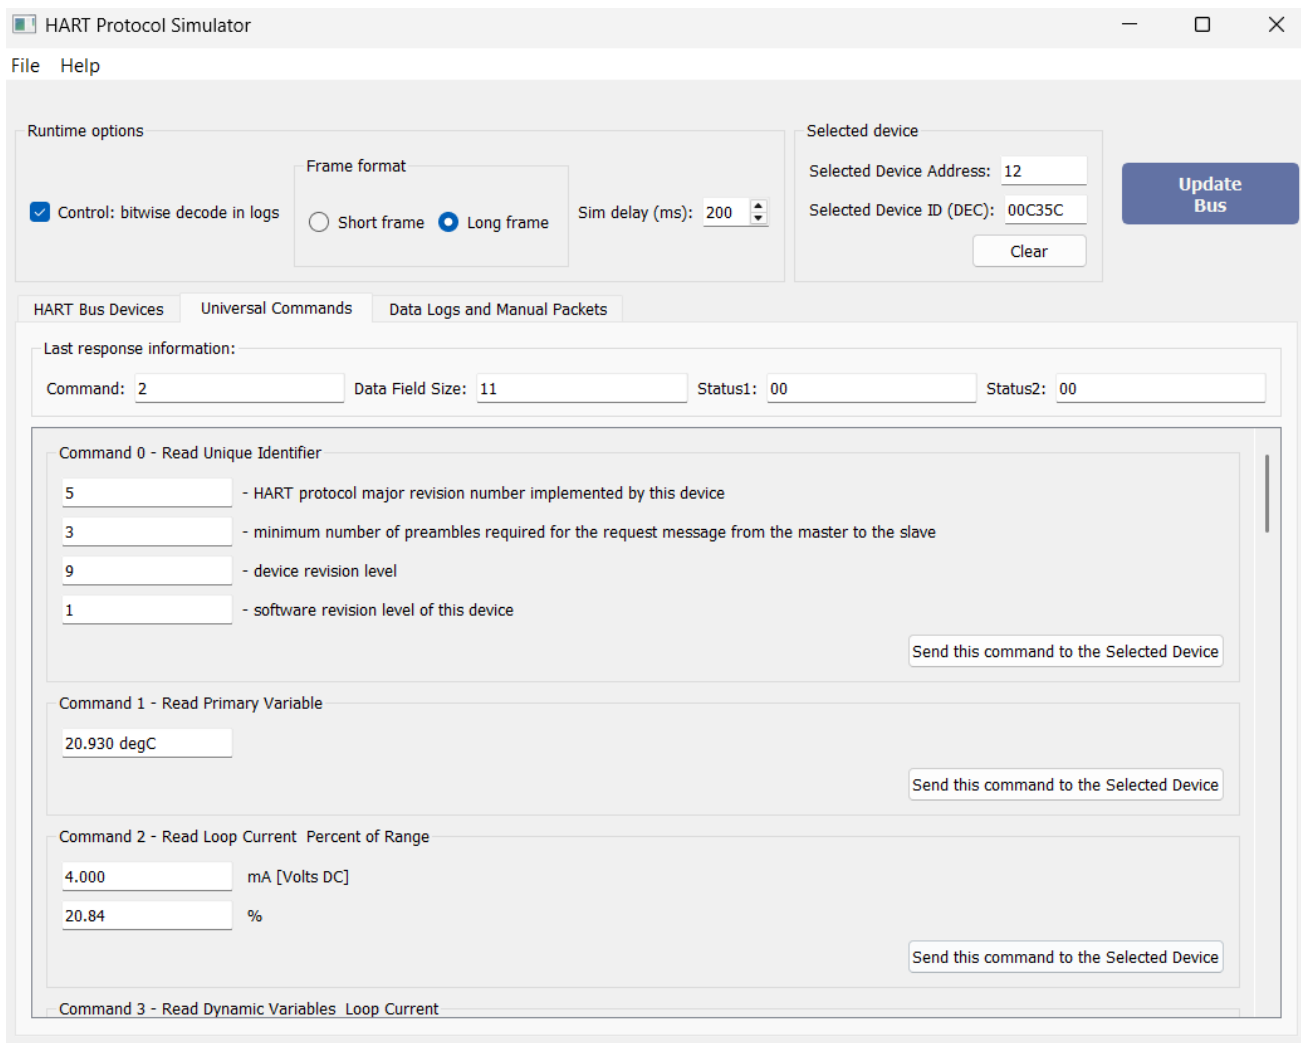 HART Protocol Simulator
File Help
Runtime options
Control: bitwise decode in logs
Frame format
Short frame Long frame
Sim delay (ms): 200
Selected device
Selected Device Address: 12
Selected Device ID (DEC): 00C35C
Clear
Update
Bus
HART Bus Devices Universal Commands Data Logs and Manual Packets
Last response information:
Command: 2 Data Field Size: 11 Status1: 00 Status2: 00
Command 0 - Read Unique Identifier
5 - HART protocol major revision number implemented by this device
3 - minimum number of preambles required for the request message from the master to the slave
9 - device revision level
1 - software revision level of this device
Send this command to the Selected Device
Command 1 - Read Primary Variable
20.930 degC
Send this command to the Selected Device
Command 2 - Read Loop Current Percent of Range
4.000 mA [Volts DC]
20.84 %
Send this command to the Selected Device
Command 3 - Read Dynamic Variables Loop Current